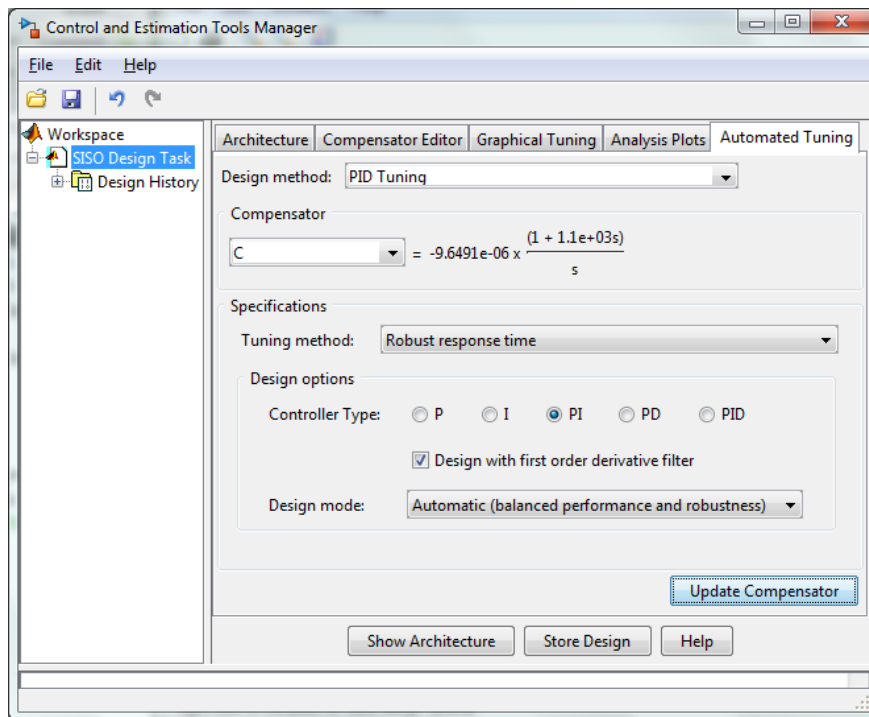 Control and Estimation Tools Manager
File Edit Help
Workspace
SISO Design Task
Design History
Architecture Compensator Editor Graphical Tuning Analysis Plots Automated Tuning
Design method: PID Tuning
Compensator
C = -9.6491e-06 x (1 + 1.1e+03s)
s
Specifications
Tuning method: Robust response time
Design options
Controller Type: P I PI PD PID
Design with first order derivative filter
Design mode: Automatic (balanced performance and robustness)
Update Compensator
Show Architecture Store Design Help